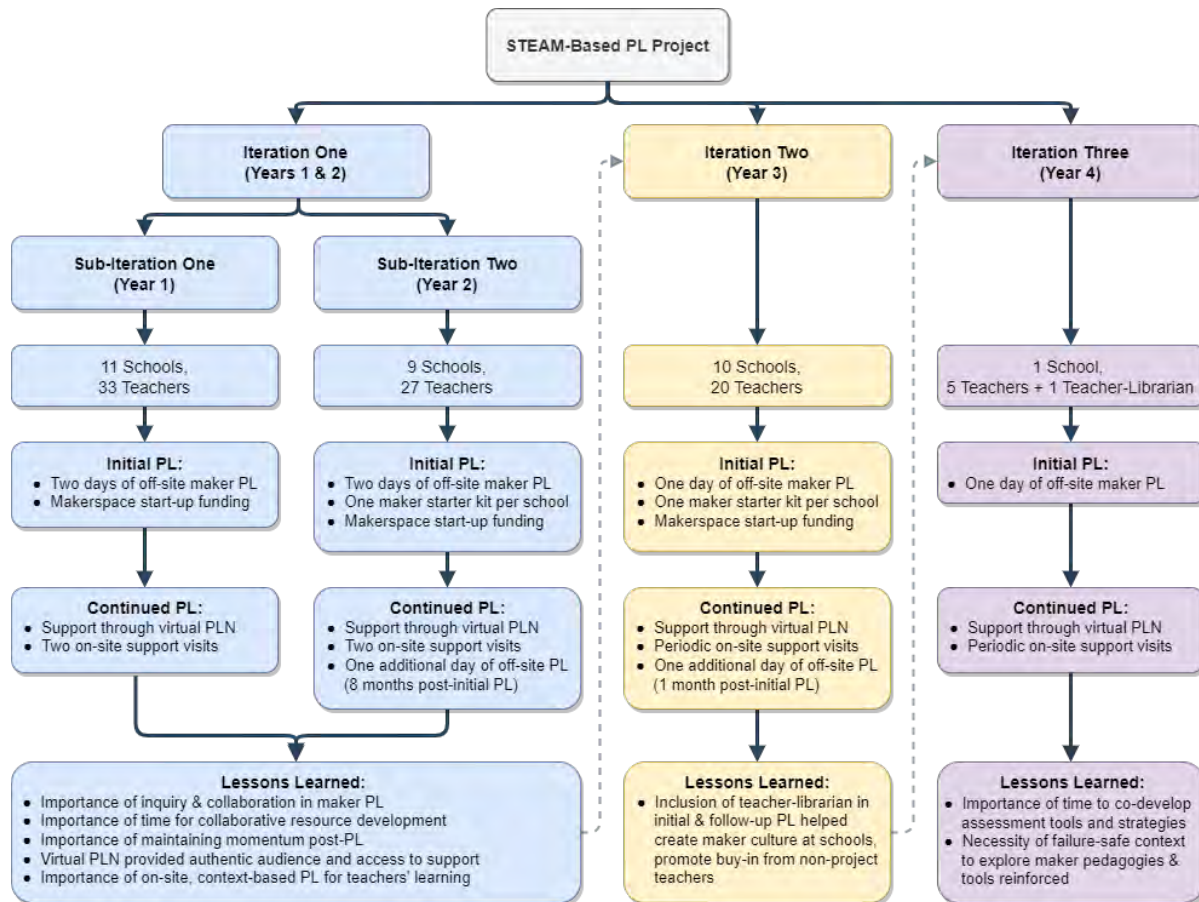 STEAM-Based PL Project
Iteration One
(Years 1 & 2)
Iteration Two
(Year 3)
Iteration Three
(Year 4)
Sub-Iteration One
(Year 1)
Sub-Iteration Two
(Year 2)
11 Schools,
33 Teachers
9 Schools,
27 Teachers
10 Schools,
20 Teachers
1 School,
5 Teachers + 1 Teacher-Librarian
Initial PL:
• Two days of off-site maker PL
• Makerspace start-up funding
Initial PL:
• Two days of off-site maker PL
• One maker starter kit per school
• Makerspace start-up funding
Initial PL:
• One day of off-site maker PL
• One maker starter kit per school
• Makerspace start-up funding
Initial PL:
• One day of off-site maker PL
Continued PL:
• Support through virtual PLN
• Two on-site support visits
Continued PL:
• Support through virtual PLN
• Two on-site support visits
• One additional day of off-site PL
(8 months post-initial PL)
Continued PL:
• Support through virtual PLN
• Periodic on-site support visits
• One additional day of off-site PL
(1 month post-initial PL)
Continued PL:
• Support through virtual PLN
• Periodic on-site support visits
Lessons Learned:
• Importance of inquiry & collaboration in maker PL
• Importance of time for collaborative resource development
• Importance of maintaining momentum post-PL
• Virtual PLN provided authentic audience and access to support
• Importance of on-site, context-based PL for teachers' learning
Lessons Learned:
• Inclusion of teacher-librarian in
initial & follow-up PL helped
create maker culture at schools,
promote buy-in from non-project
teachers
Lessons Learned:
• Importance of time to co-develop
assessment tools and strategies
• Necessity of failure-safe context
to explore maker pedagogies &
tools reinforced